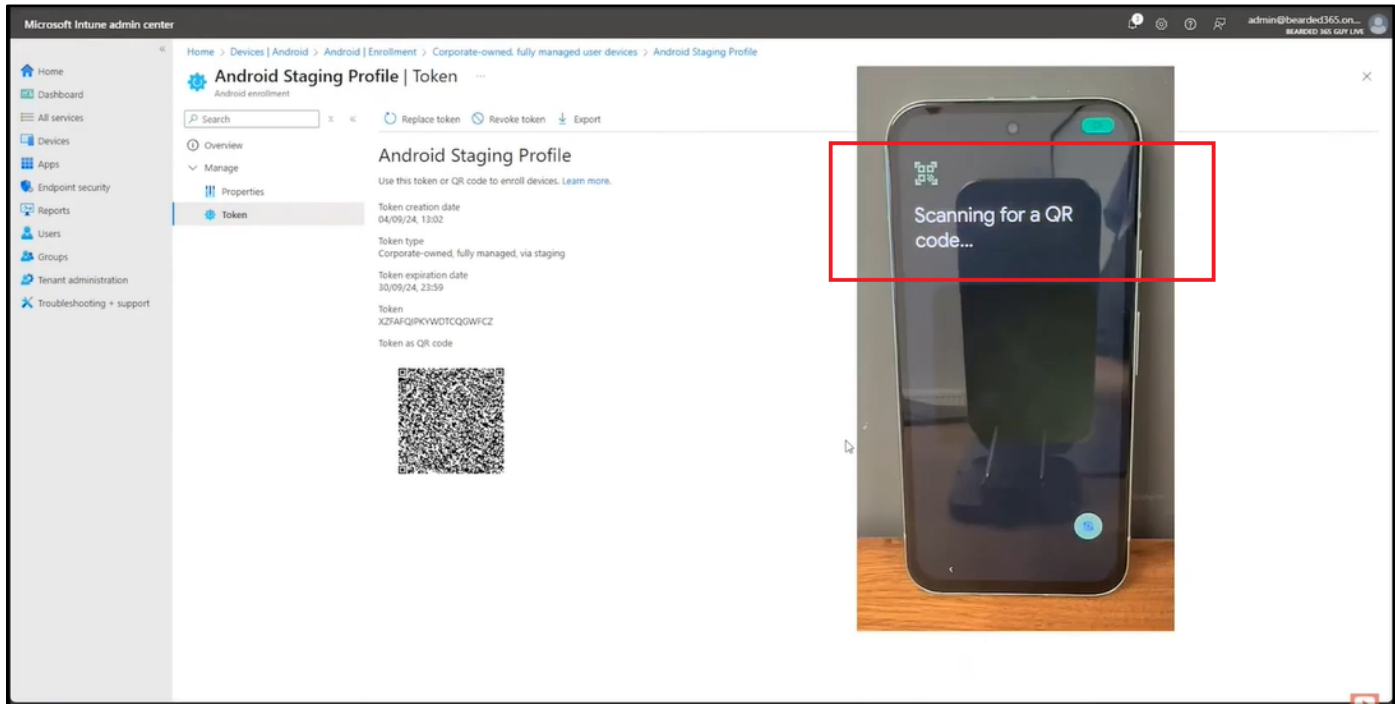 Microsoft Intune admin center
admin@bearded365.on...
BEARDED 365 GUY LIVE
Home > Devices | Android > Android | Enrollment > Corporate-owned, fully managed user devices > Android Staging Profile
Android Staging Profile | Token
Android enrollment
Home
Dashboard
All services
Devices
Apps
Endpoint security
Reports
Users
Groups
Tenant administration
Troubleshooting + support
Search
Overview
Manage
Properties
Token
Replace token
Revoke token
Export
Android Staging Profile
Use this token or QR code to enroll devices. Learn more.
Token creation date
04/09/24, 13:02
Token type
Corporate-owned, fully managed, via staging
Token expiration date
30/09/24, 23:59
Token
XZFAFQIPKYWDTCQGWFCZ
Token as QR code
Scanning for a QR
code...